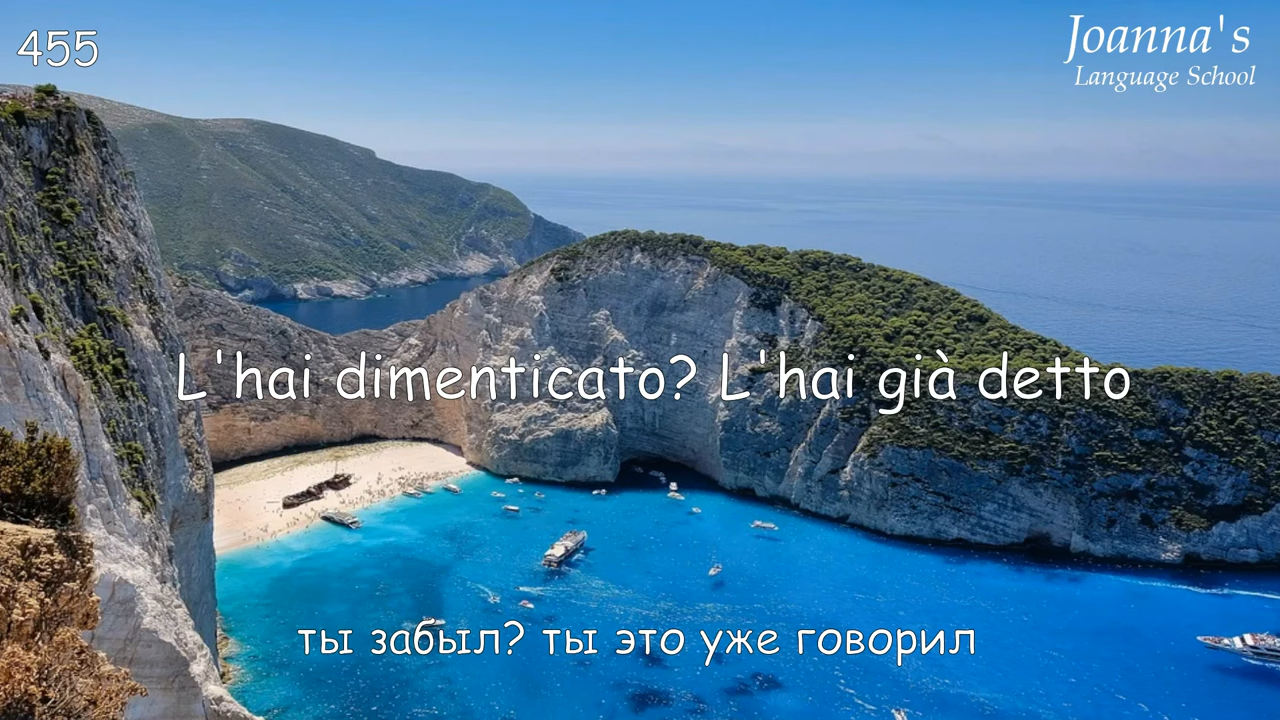 455
Joanna's
Language School
L'hai dimenticato? L'hai già detto
ты забыл? ты это уже говорил